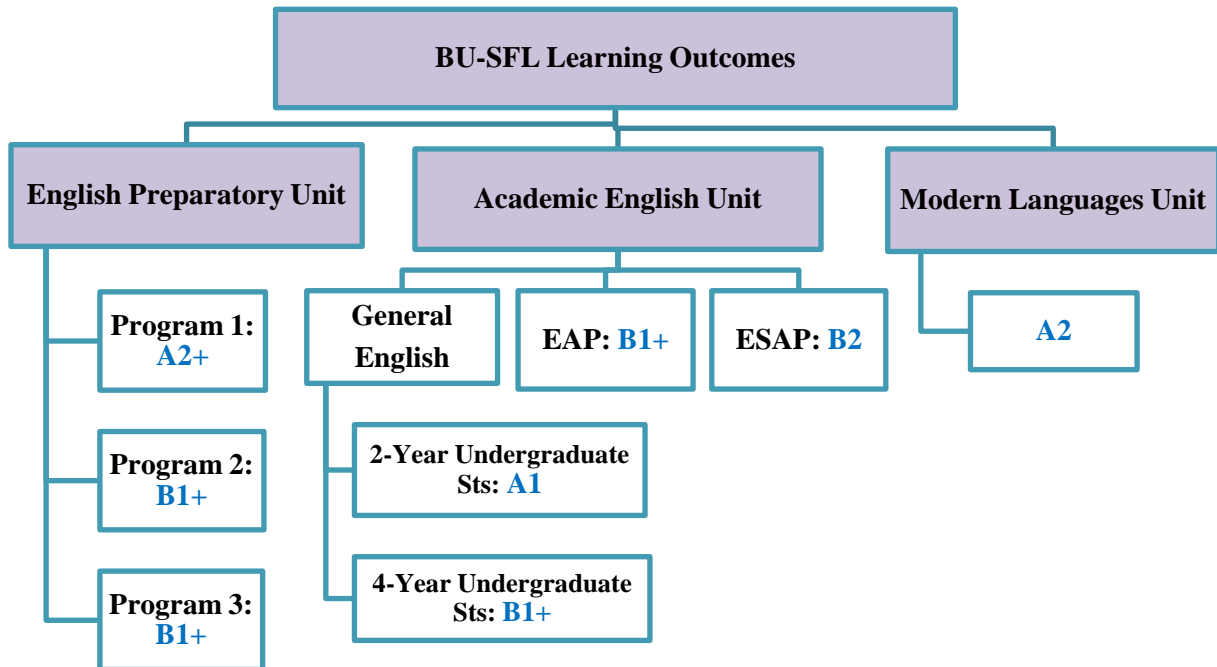 BU-SFL Learning Outcomes
English Preparatory Unit
Academic English Unit
Modern Languages Unit
Program 1:
A2+
Program 2:
B1+
Program 3:
B1+
General
English
EAP: B1+
ESAP: B2
2-Year Undergraduate
Sts: A1
4-Year Undergraduate
Sts: B1+
A2